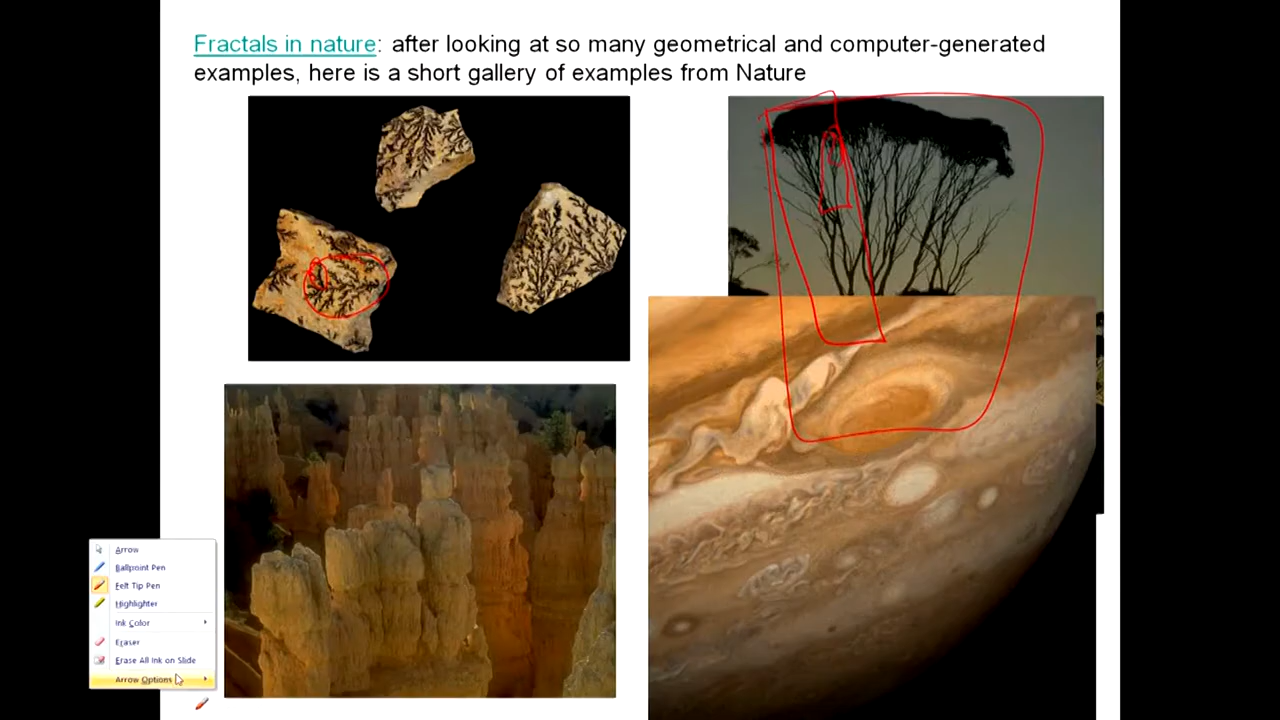 Fractals in nature: after looking at so many geometrical and computer-generated
examples, here is a short gallery of examples from Nature
Arrow
Ballpoint Pen
Felt Tip Pen
Highlighter
Ink Color
Eraser
Erase All Ink on Slide
Arrow Options